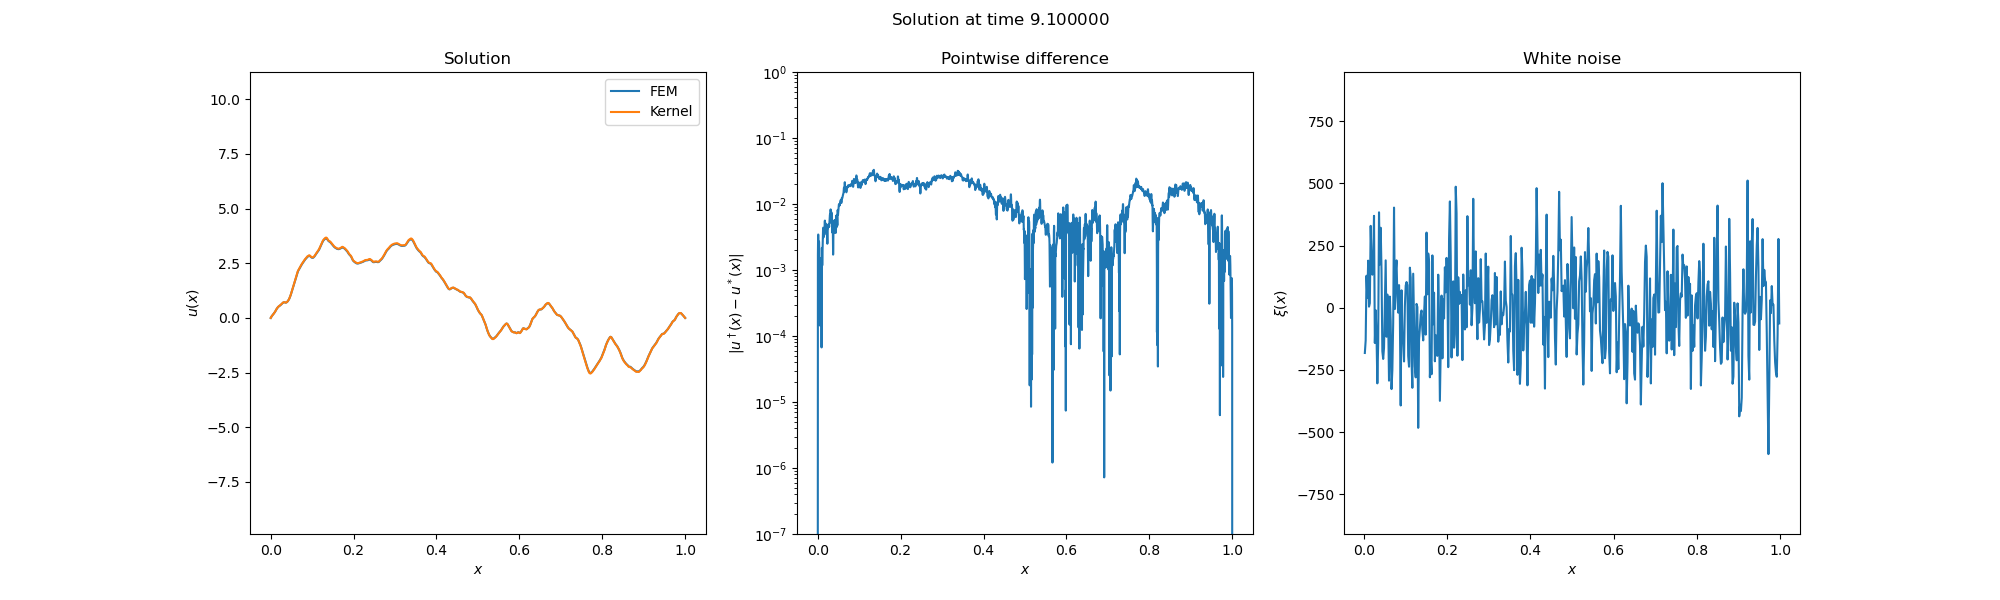 Solution at time 9.100000
Solution
10.0
7.5
5.0
2.5
0.0
−2.5
−5.0
−7.5
u(x)
0.0 0.2 0.4 0.6 0.8 1.0
x
FEM
Kernel
Pointwise difference
10⁰
10⁻¹
10⁻²
10⁻³
10⁻⁴
10⁻⁵
10⁻⁶
10⁻⁷
|u†(x) − u*(x)|
0.0 0.2 0.4 0.6 0.8 1.0
x
White noise
750
500
250
0
−250
−500
−750
ξ(x)
0.0 0.2 0.4 0.6 0.8 1.0
x